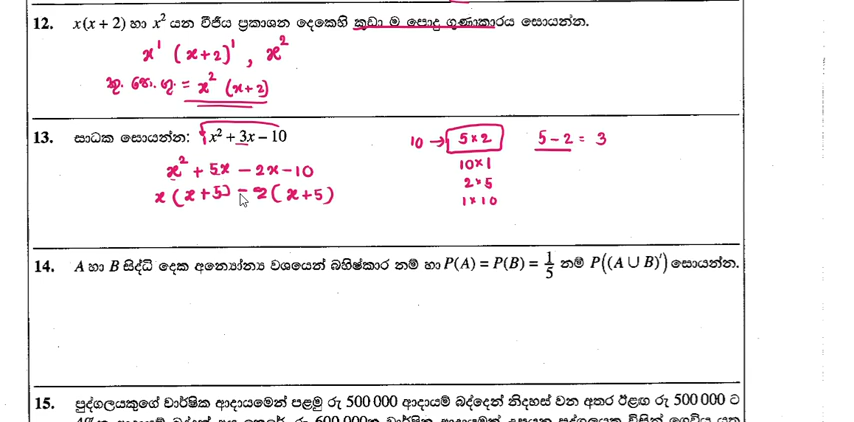 12. x(x + 2) හා x² යන වීජීය ප්‍රකාශන දෙකෙහි කුඩා ම පොදු ගුණාකාරය සොයන්න.
x¹ (x+2)¹ , x²
කු. පො. ගු. = x² (x+2)
13. සාධක සොයන්න: x² + 3x – 10
10 → 5 × 2    5 – 2 = 3
x² + 5x – 2x – 10
10 × 1
x (x+5) – 2 (x+5)
2 × 5
1 × 10
14. A හා B සිද්ධි දෙක අන්‍යෝන්‍ය වශයෙන් බහිෂ්කාර නම් හා P(A) = P(B) = 1/5 නම් P((A ∪ B)′) සොයන්න.
15. පුද්ගලයකුගේ වාර්ෂික ආදායමෙන් පළමු රු 500 000 ආදායම් බද්දෙන් නිදහස් වන අතර ඊළඟ රු 500 000 ට